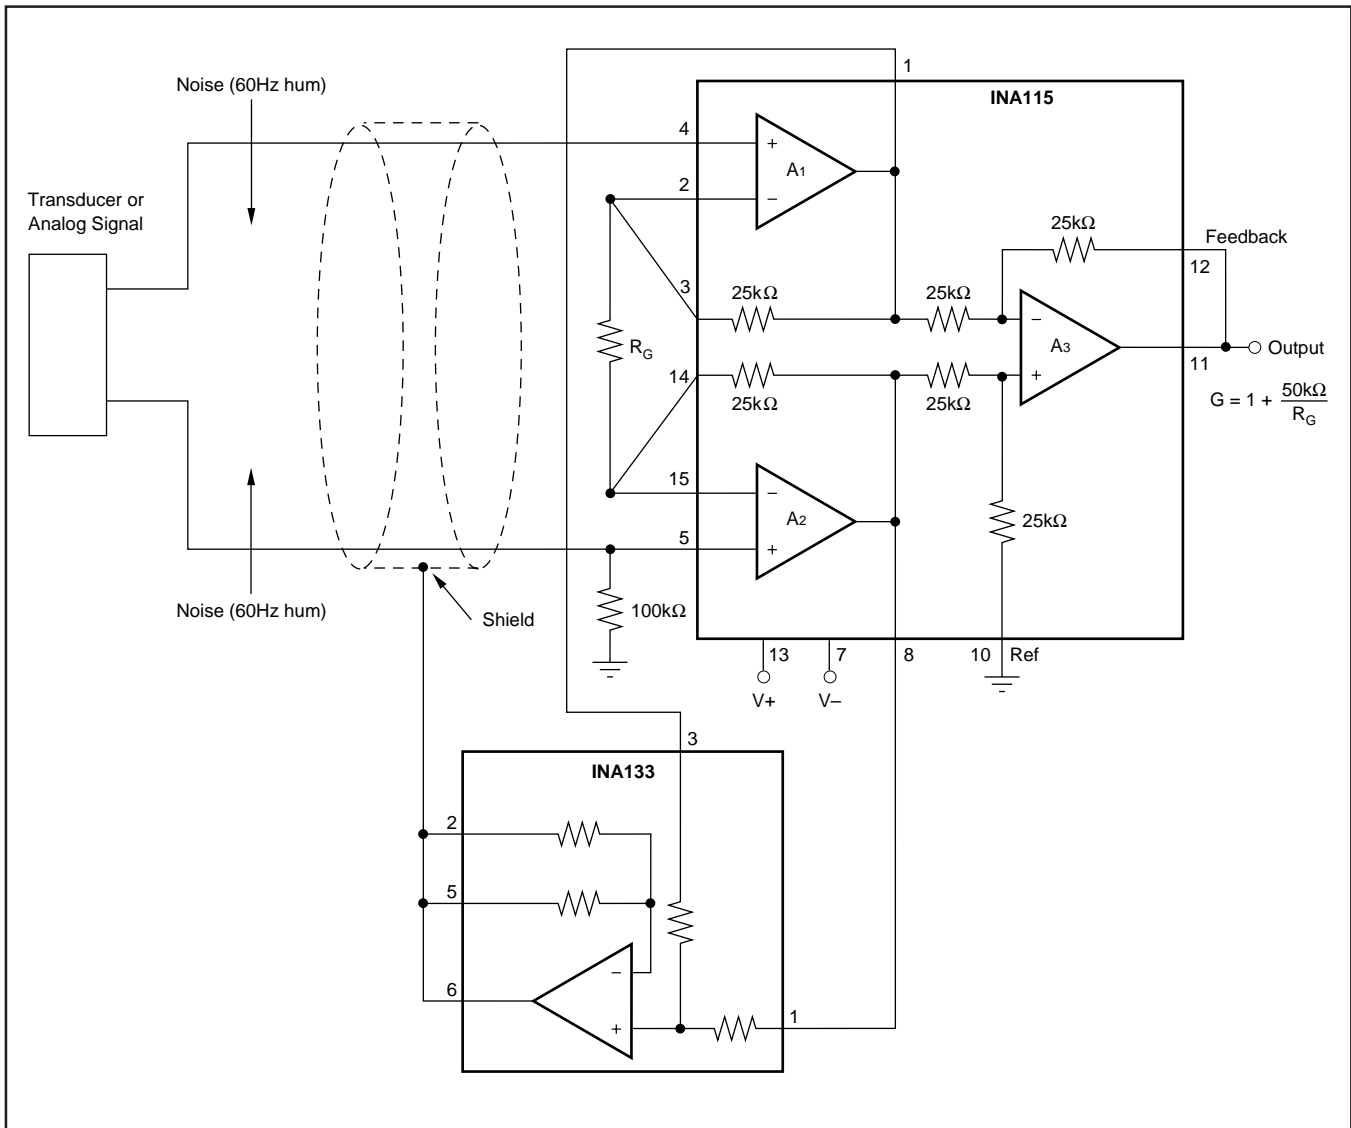 Noise (60Hz hum)
1
INA115
4
+
A1
Transducer or
Analog Signal
2
–
25kΩ
Feedback
12
3
25kΩ
25kΩ
–
RG
A3
Output
14
+
11
25kΩ
25kΩ
G = 1 + 50kΩ
RG
15
–
A2
25kΩ
5
+
Noise (60Hz hum)
Shield
100kΩ
13
7
8
10
Ref
V+
V–
3
INA133
2
5
–
6
+
1